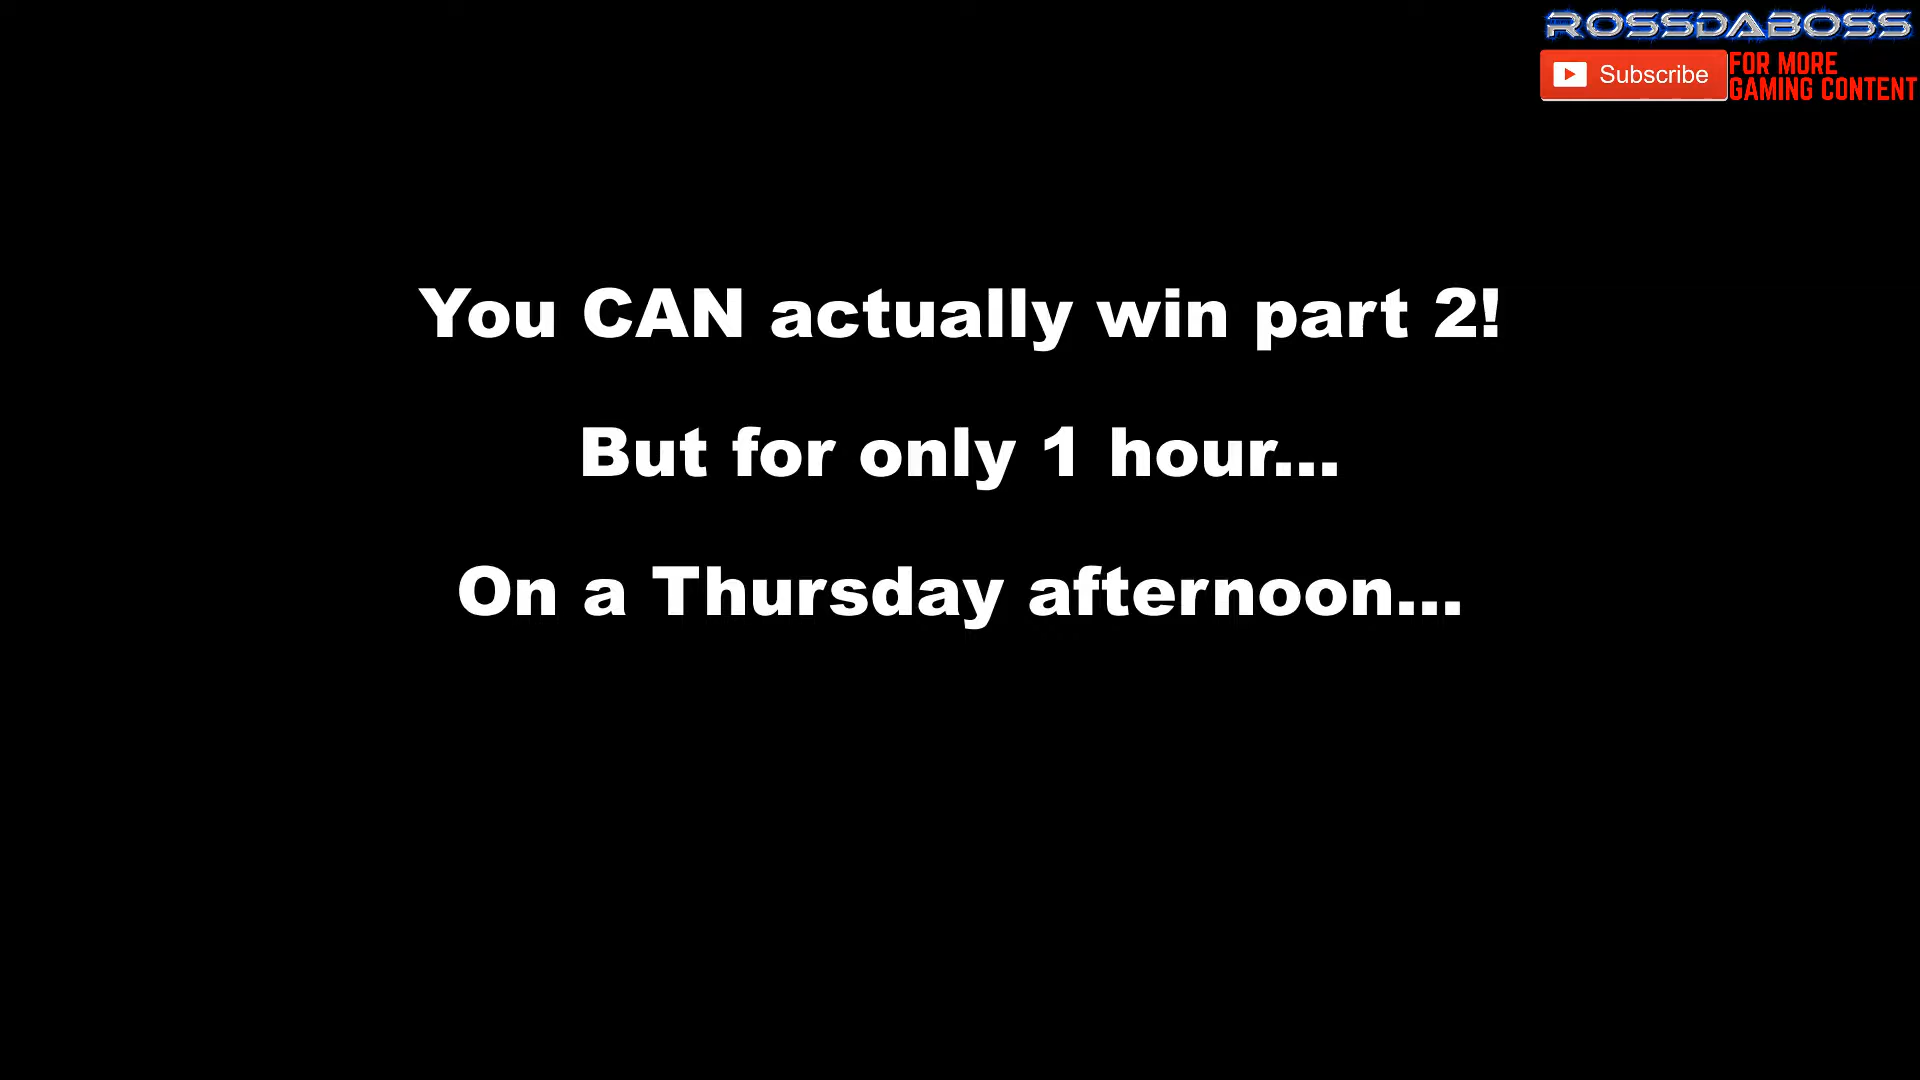 ROSSDABOSS
Subscribe
FOR MORE
GAMING CONTENT
You CAN actually win part 2!
But for only 1 hour...
On a Thursday afternoon...